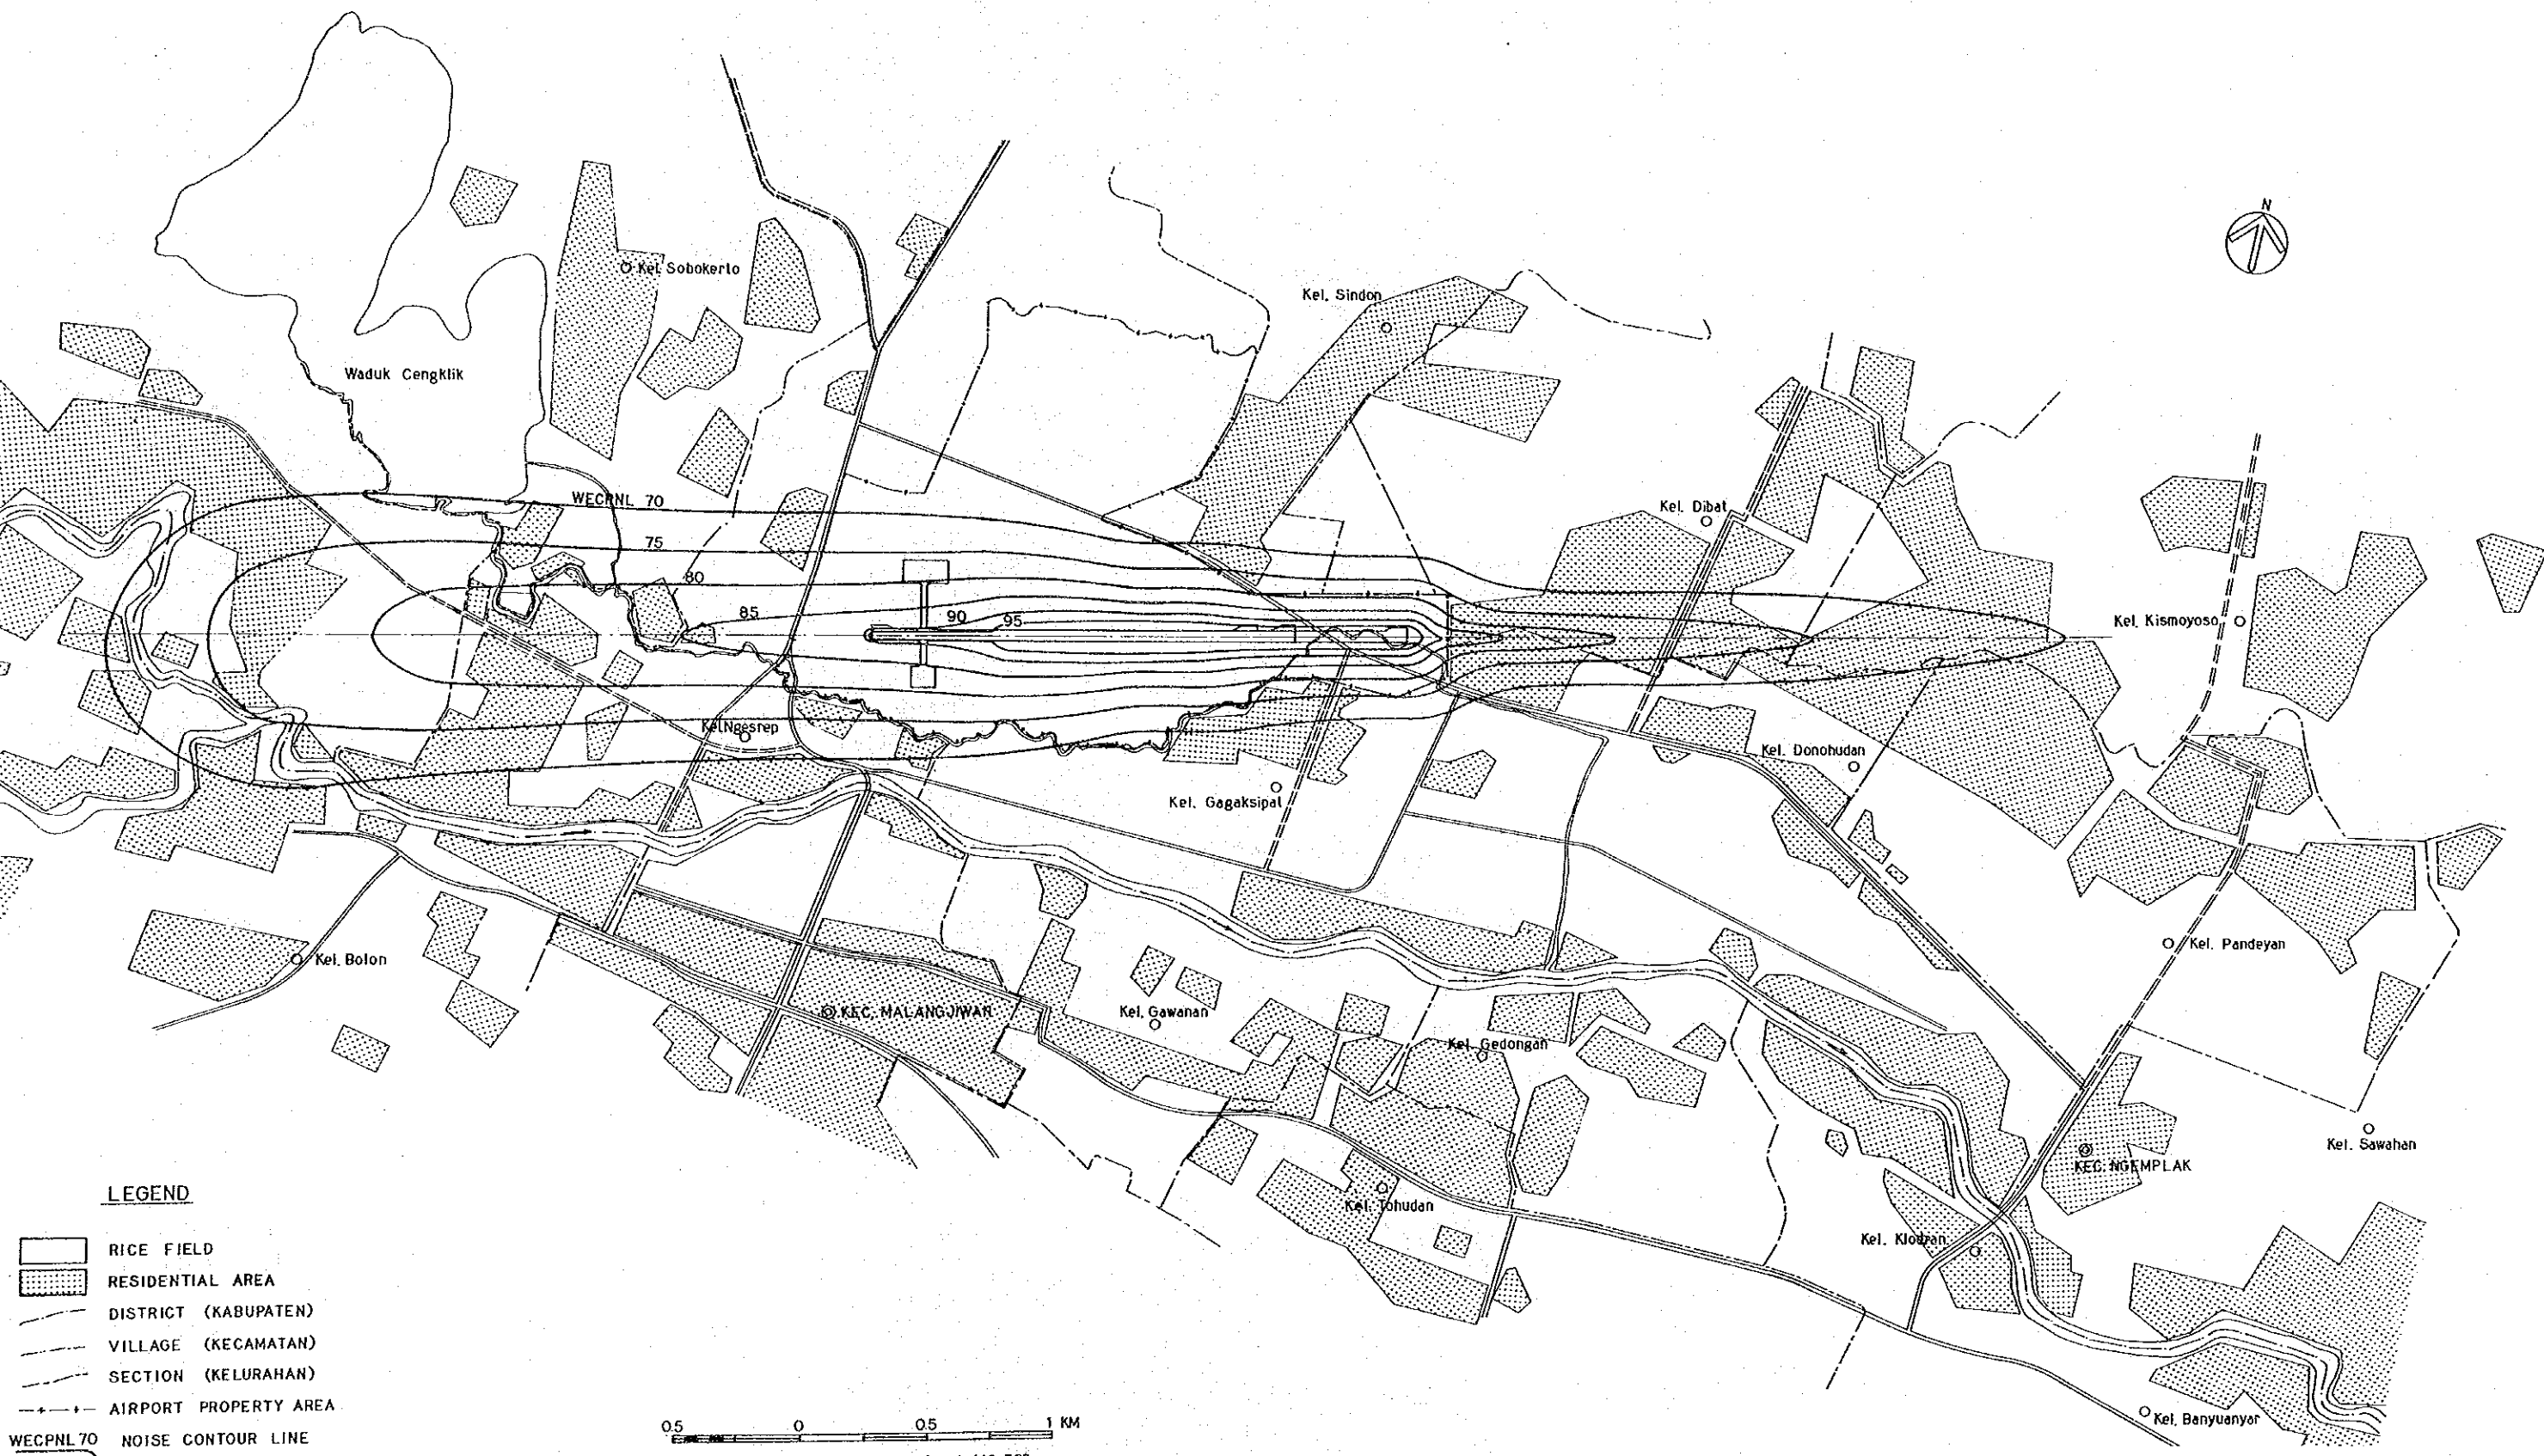 N
Kel. Sobokerto
Kel. Sindon
Waduk Cengklik
WECPNL 70
Kel. Dibat
75
80
85
90
95
Kel. Kismoyoso
Kel Ngesrep
Kel. Donohudan
Kel. Gagaksipat
Kel. Bolon
Kel. Pandeyan
KEC. MALANGJIWAN
Kel. Gawanan
Kel. Gedongan
Kel. Sawahan
KEC. NGEMPLAK
Kel. Tohudan
Kel. Klodran
Kel. Banyuanyar
LEGEND
RICE FIELD
RESIDENTIAL AREA
DISTRICT (KABUPATEN)
VILLAGE (KECAMATAN)
SECTION (KELURAHAN)
AIRPORT PROPERTY AREA
WECPNL 70 NOISE CONTOUR LINE
0.5 0 0.5 1 KM